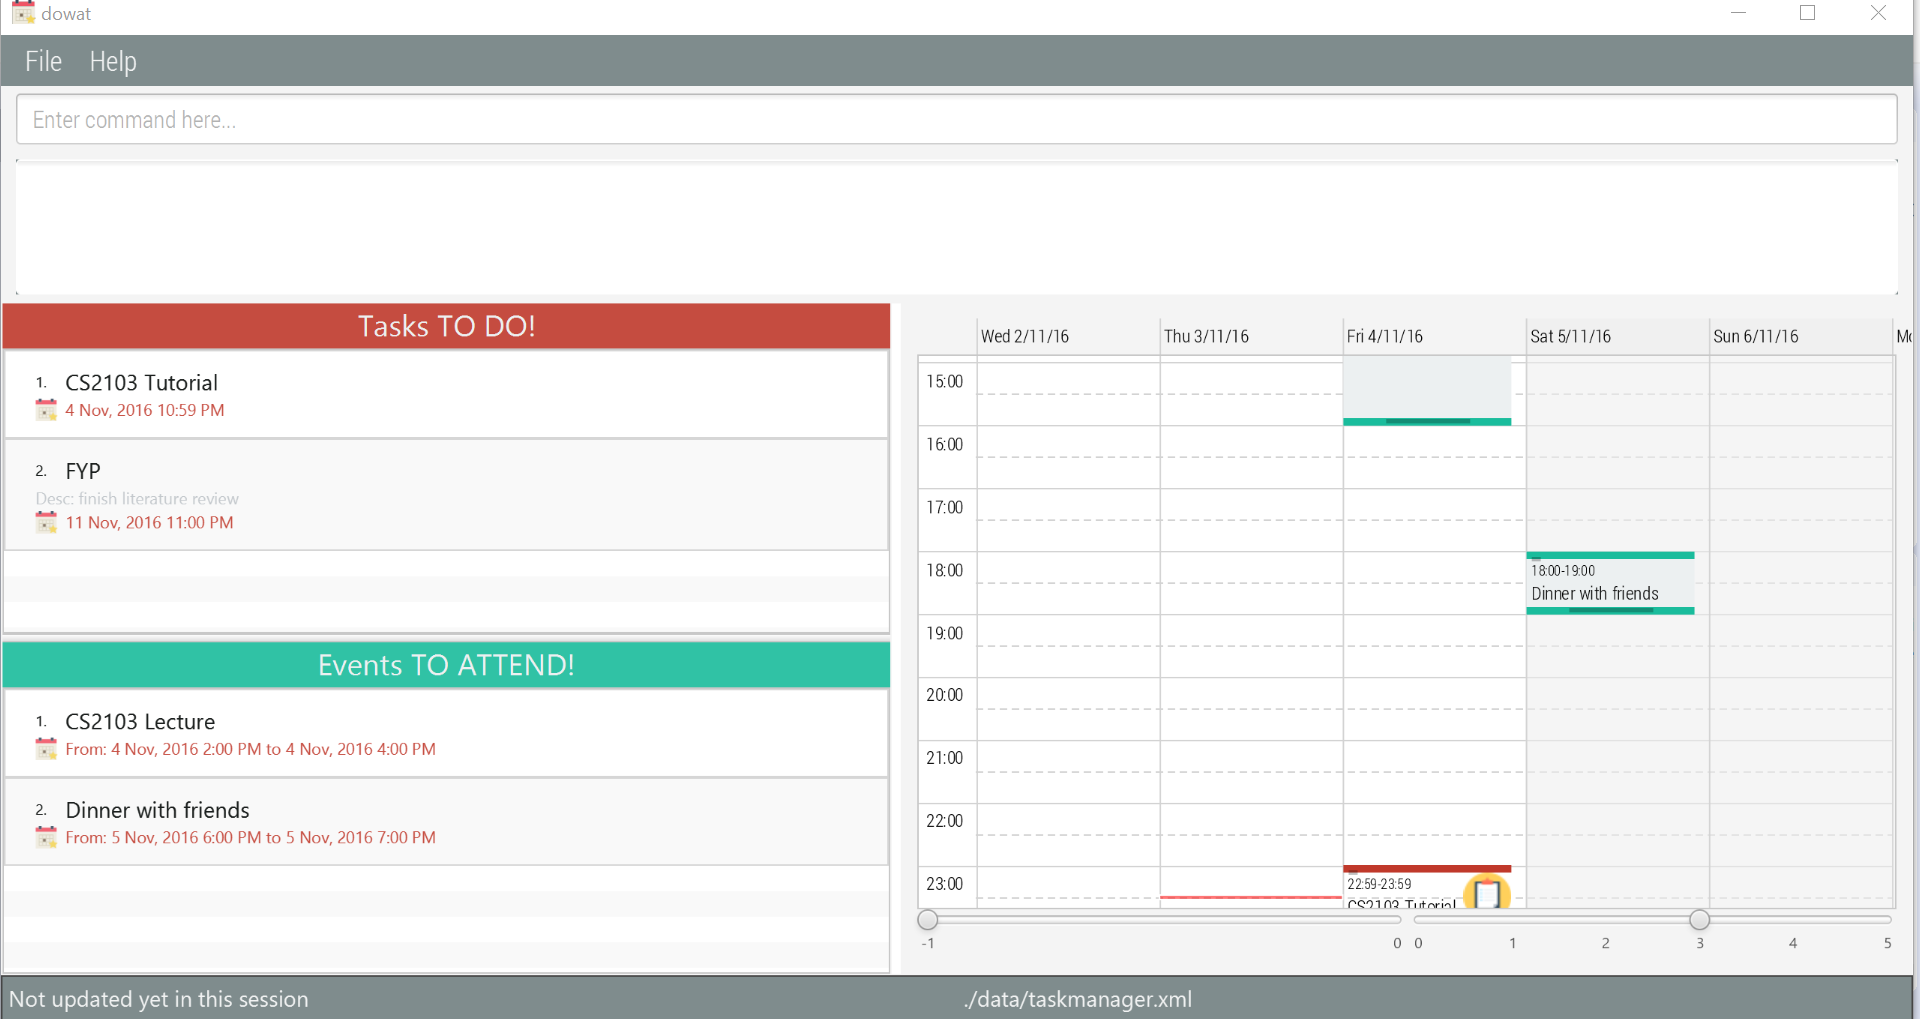 dowat
File Help
Enter command here...
Tasks TO DO!
1. CS2103 Tutorial
4 Nov, 2016 10:59 PM
2. FYP
Desc: finish literature review
11 Nov, 2016 11:00 PM
Events TO ATTEND!
1. CS2103 Lecture
From: 4 Nov, 2016 2:00 PM to 4 Nov, 2016 4:00 PM
2. Dinner with friends
From: 5 Nov, 2016 6:00 PM to 5 Nov, 2016 7:00 PM
Wed 2/11/16 Thu 3/11/16 Fri 4/11/16 Sat 5/11/16 Sun 6/11/16
15:00
16:00
17:00
18:00
18:00-19:00
Dinner with friends
19:00
20:00
21:00
22:00
23:00
22:59-23:59
CS2103 Tutorial
-1 0 0 1 2 3 4 5
Not updated yet in this session
./data/taskmanager.xml